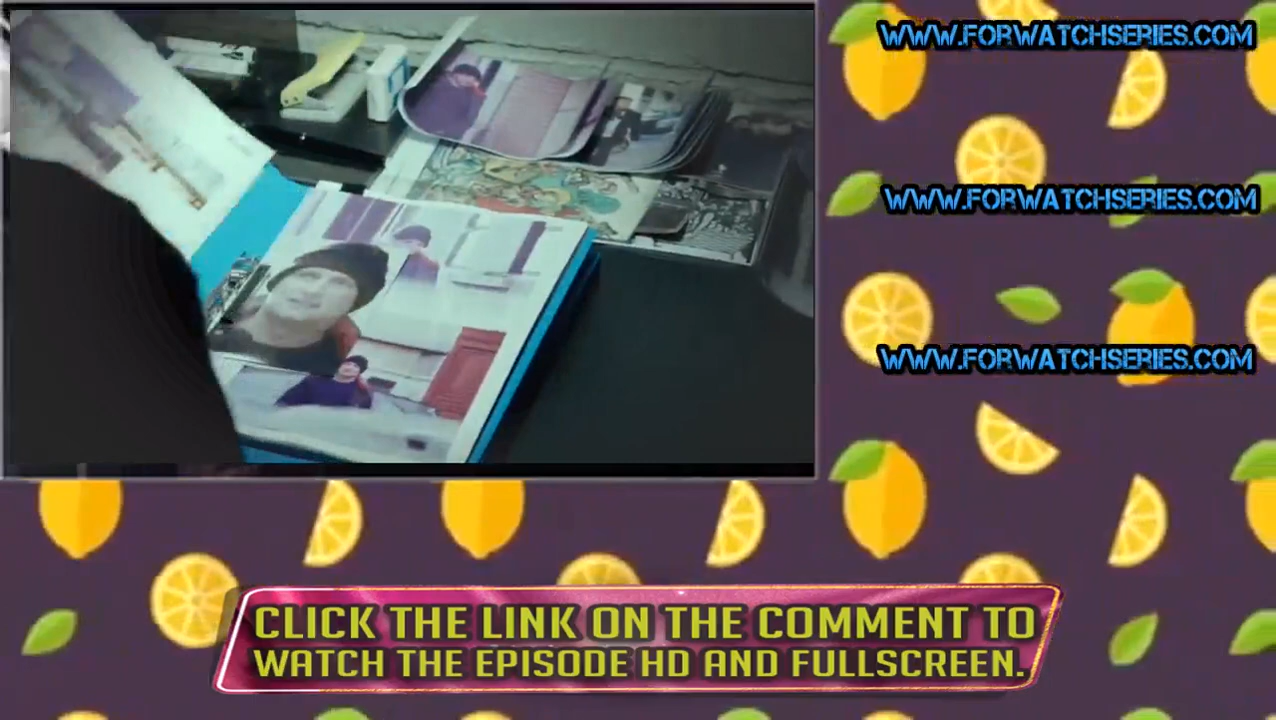 WWW.FORWATCHSERIES.COM
WWW.FORWATCHSERIES.COM
WWW.FORWATCHSERIES.COM
CLICK THE LINK ON THE COMMENT TO
WATCH THE EPISODE HD AND FULLSCREEN.